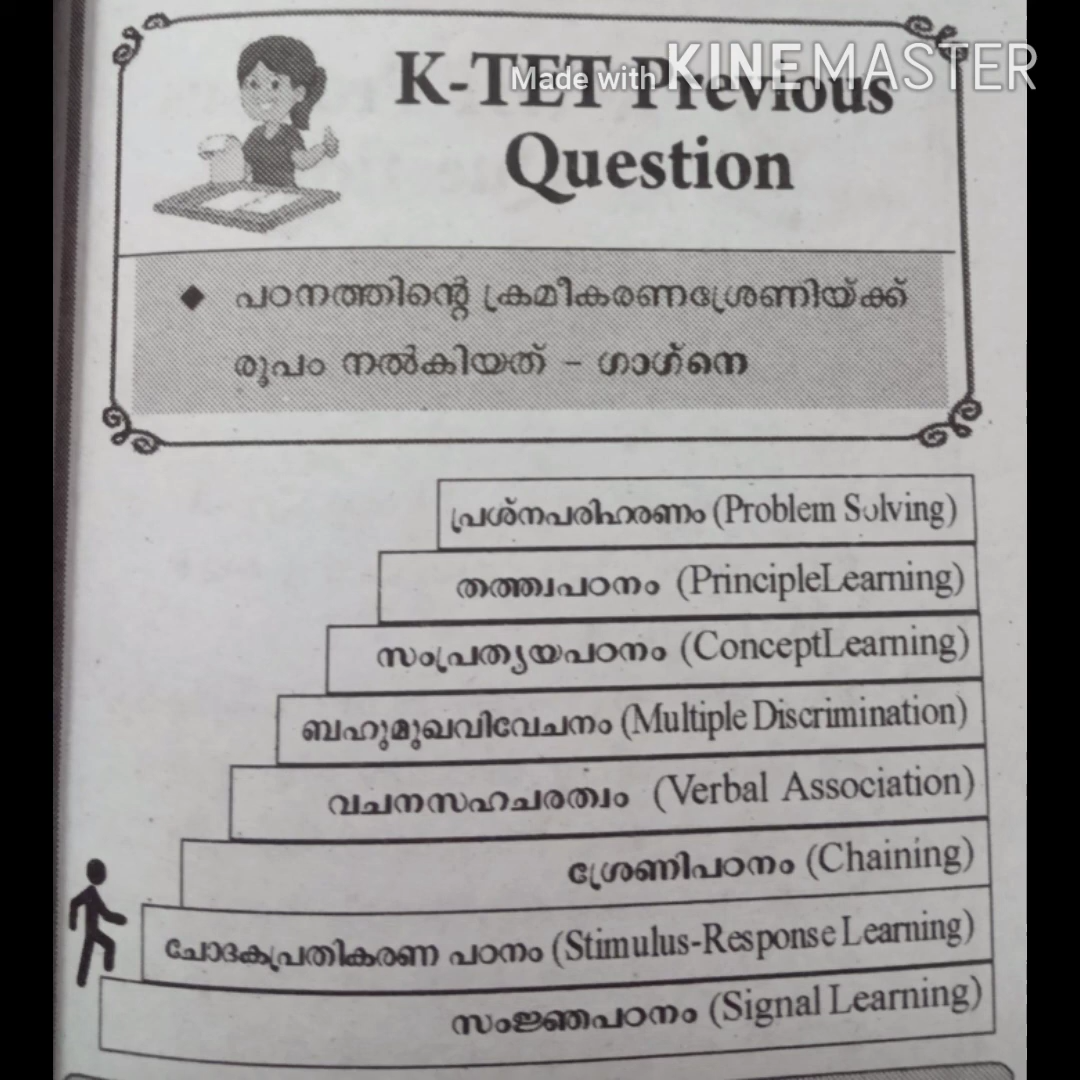 Made with KINEMASTER
K-TET Previous
Question
◆ പഠനത്തിന്റെ ക്രമീകരണശ്രേണിയ്ക്ക്
രൂപം നൽകിയത് – ഗാഗ്നെ
പ്രശ്നപരിഹരണം (Problem Solving)
തത്ത്വപഠനം (PrincipleLearning)
സംപ്രത്യയപഠനം (ConceptLearning)
ബഹുമുഖവിവേചനം (Multiple Discrimination)
വചനസഹചരത്വം (Verbal Association)
ശ്രേണിപഠനം (Chaining)
ചോദകപ്രതികരണ പഠനം (Stimulus-Response Learning)
സംജ്ഞപഠനം (Signal Learning)